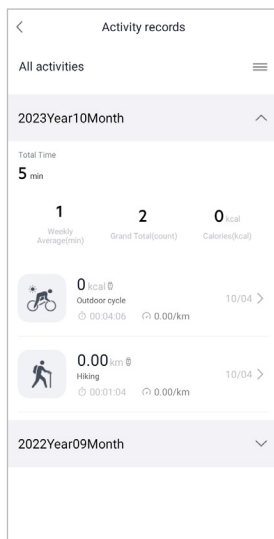 Activity records
All activities
2023Year10Month
Total Time
5 min
1 2 0 kcal
Weekly Average(min) Grand Total(count) Calories(kcal)
0 kcal
Outdoor cycle 10/04
00:04:06 0.00/km
0.00 km
Hiking 10/04
00:01:04 0.00/km
2022Year09Month